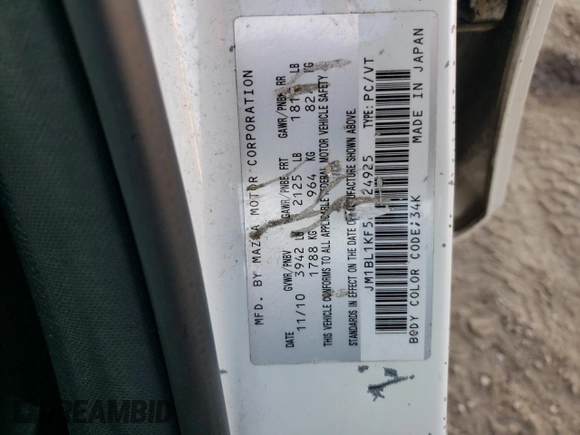 MFD. BY MAZDA MOTOR CORPORATION
DATE GVWR/PNBV GAWR/PNBE FRT GAWR/PNBE RR
11/10 3942 LB 2125 LB LB
1788 KG 964 KG KG
THIS VEHICLE CONFORMS TO ALL APPLICABLE FEDERAL MOTOR VEHICLE SAFETY
STANDARDS IN EFFECT ON THE DATE OF MANUFACTURE SHOWN ABOVE.
JM1BL1KF5 24925 TYPE:PC/VT
BODY COLOR CODE;34K MADE IN JAPAN
DREAMBID